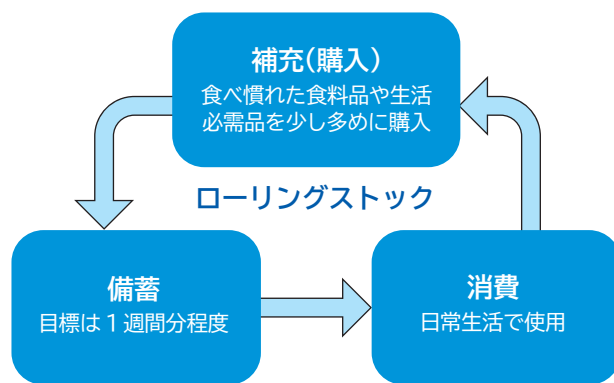 補充(購入)
食べ慣れた食料品や生活
必需品を少し多めに購入
ローリングストック
備蓄
目標は1週間分程度
消費
日常生活で使用